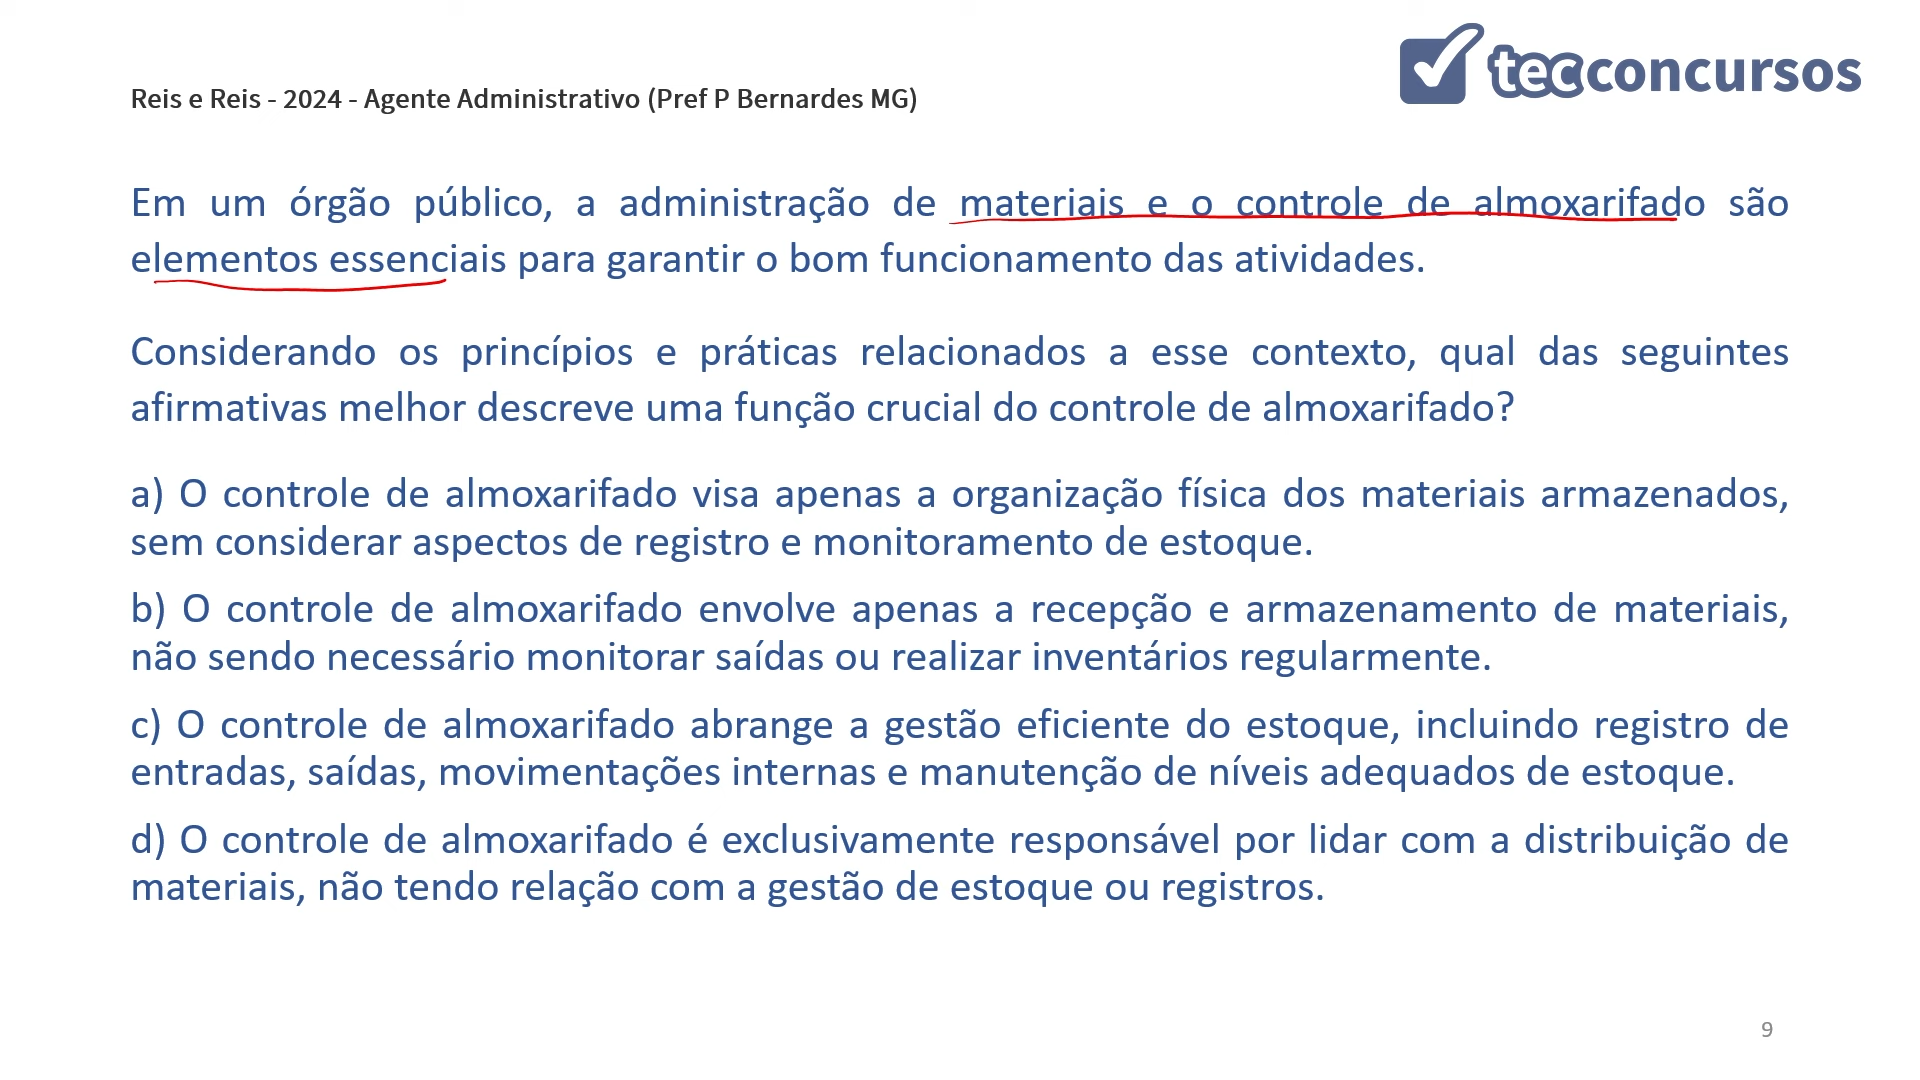 tecconcursos
Reis e Reis - 2024 - Agente Administrativo (Pref P Bernardes MG)
Em um órgão público, a administração de materiais e o controle de almoxarifado são
elementos essenciais para garantir o bom funcionamento das atividades.
Considerando os princípios e práticas relacionados a esse contexto, qual das seguintes
afirmativas melhor descreve uma função crucial do controle de almoxarifado?
a) O controle de almoxarifado visa apenas a organização física dos materiais armazenados,
sem considerar aspectos de registro e monitoramento de estoque.
b) O controle de almoxarifado envolve apenas a recepção e armazenamento de materiais,
não sendo necessário monitorar saídas ou realizar inventários regularmente.
c) O controle de almoxarifado abrange a gestão eficiente do estoque, incluindo registro de
entradas, saídas, movimentações internas e manutenção de níveis adequados de estoque.
d) O controle de almoxarifado é exclusivamente responsável por lidar com a distribuição de
materiais, não tendo relação com a gestão de estoque ou registros.
9